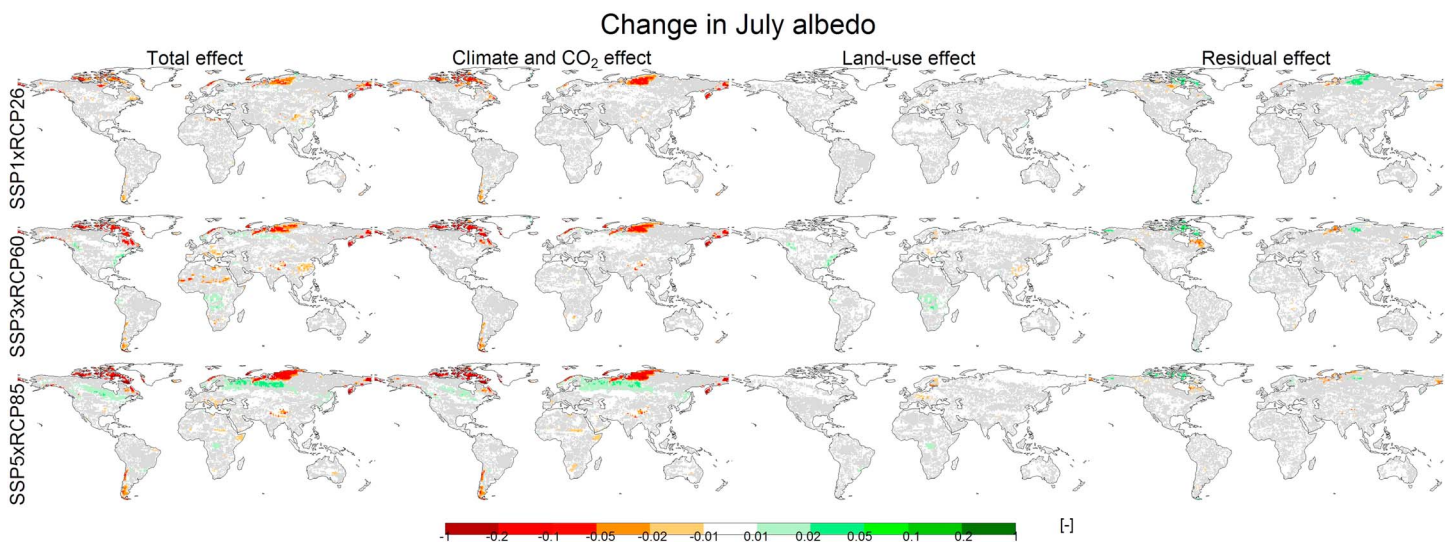 Change in July albedo
Total effect
Climate and CO₂ effect
Land-use effect
Residual effect
SSP1xRCP26
SSP3xRCP60
SSP5xRCP85
-1 -0.2 -0.1 -0.05 -0.02 -0.01 0.01 0.02 0.05 0.1 0.2 1
[-]